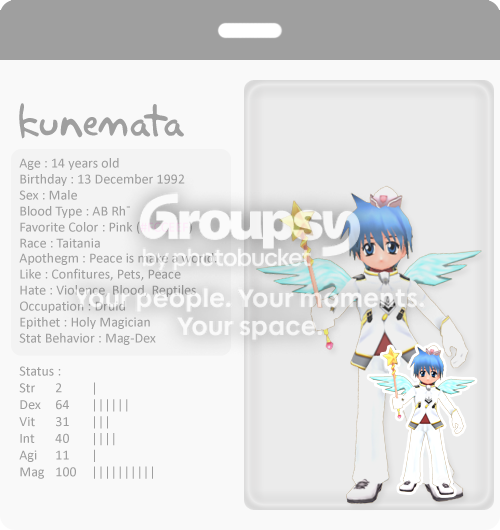 kunemata
Age : 14 years old
Birthday : 13 December 1992
Sex : Male
Blood Type : AB Rh-
Favorite Color : Pink (
Race : Taitania
Apothegm : Peace is make a world.
Like : Confitures, Pets, Peace
Hate : Violence, Blood, Reptiles
Occupation : Druid
Epithet : Holy Magician
Stat Behavior : Mag-Dex
Status :
Str 2 |
Dex 64 ||||||
Vit 31 |||
Int 40 ||||
Agi 11 |
Mag 100 ||||||||||
Groupsy
by photobucket
Your people. Your moments.
Your space.